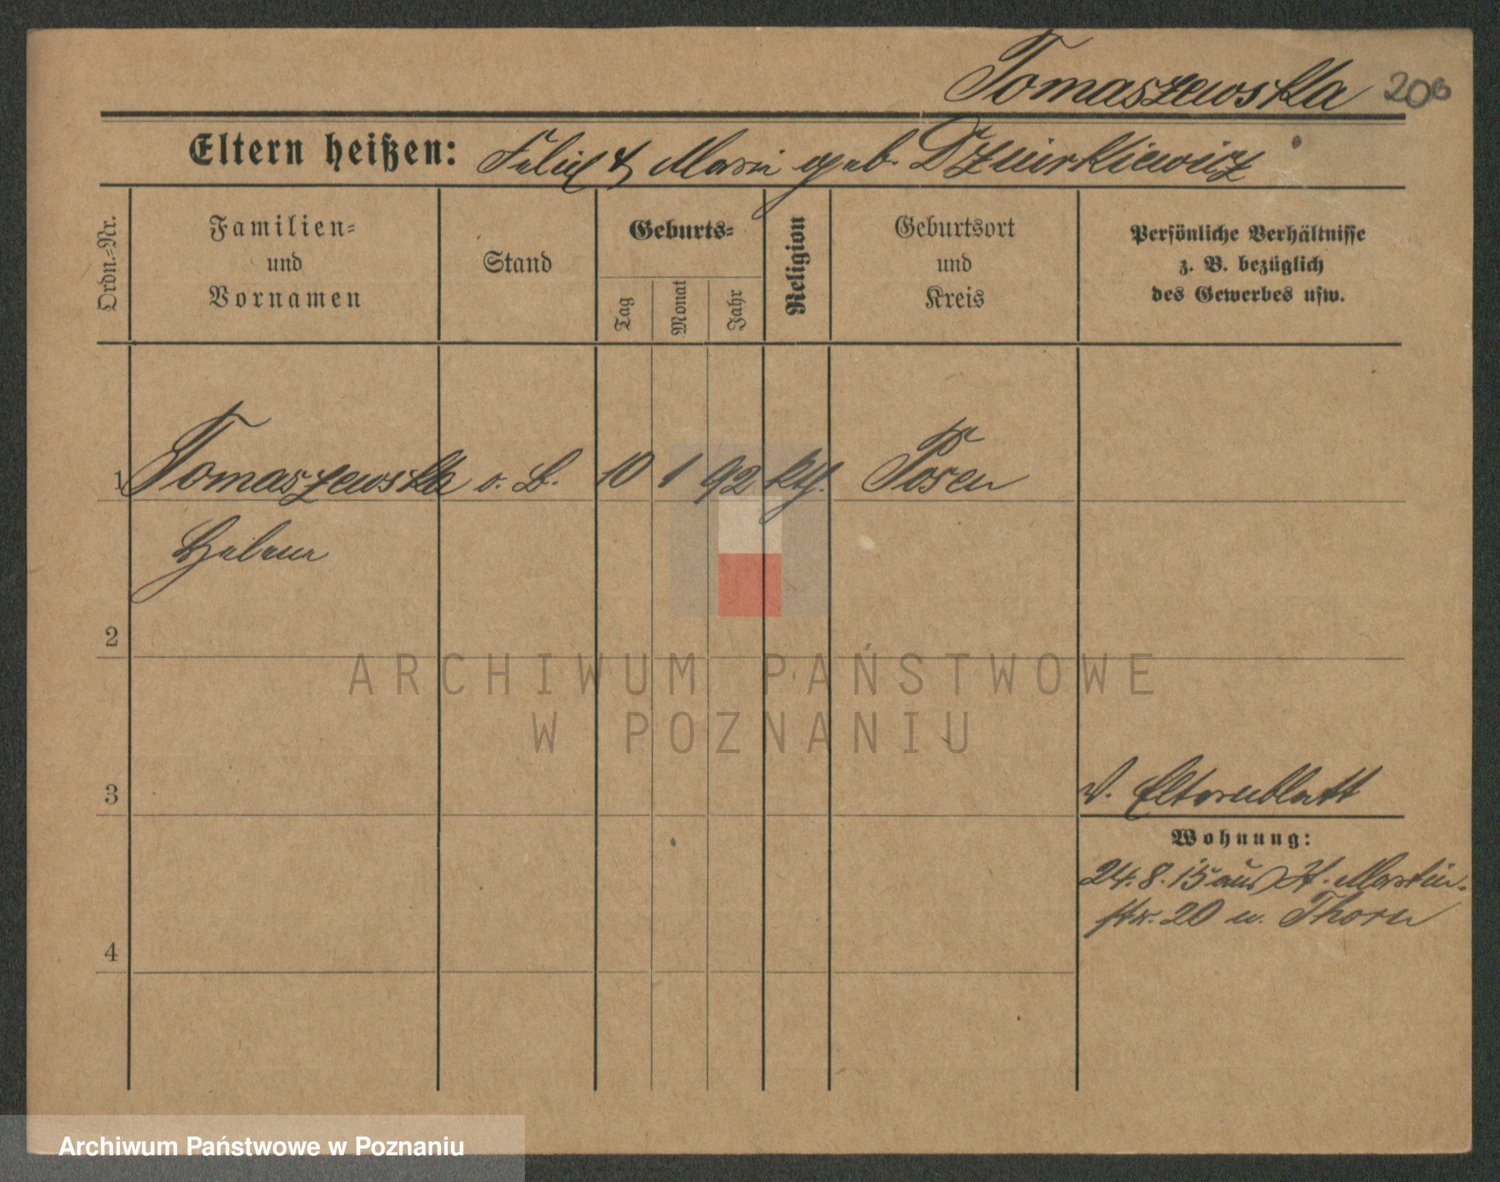 Tomaszewska 206
Eltern heißen: Felix & Marie geb. Dzmirkiewicz
Ordn.-Nr.
Familien-
und
Vornamen
Stand
Geburts-
Tag
Monat
Jahr
Religion
Geburtsort
und
Kreis
Persönliche Verhältnisse
z. B. bezüglich
des Gewerbes usw.
1 Tomaszewska o. B. 10 1 92 kth. Posen
Helene
2
ARCHIWUM PAŃSTWOWE
W POZNANIU
3
v. Elternblatt
Wohnung:
24.8.15 aus St. Martin-
str. 20 n. Thorn
4
Archiwum Państwowe w Poznaniu